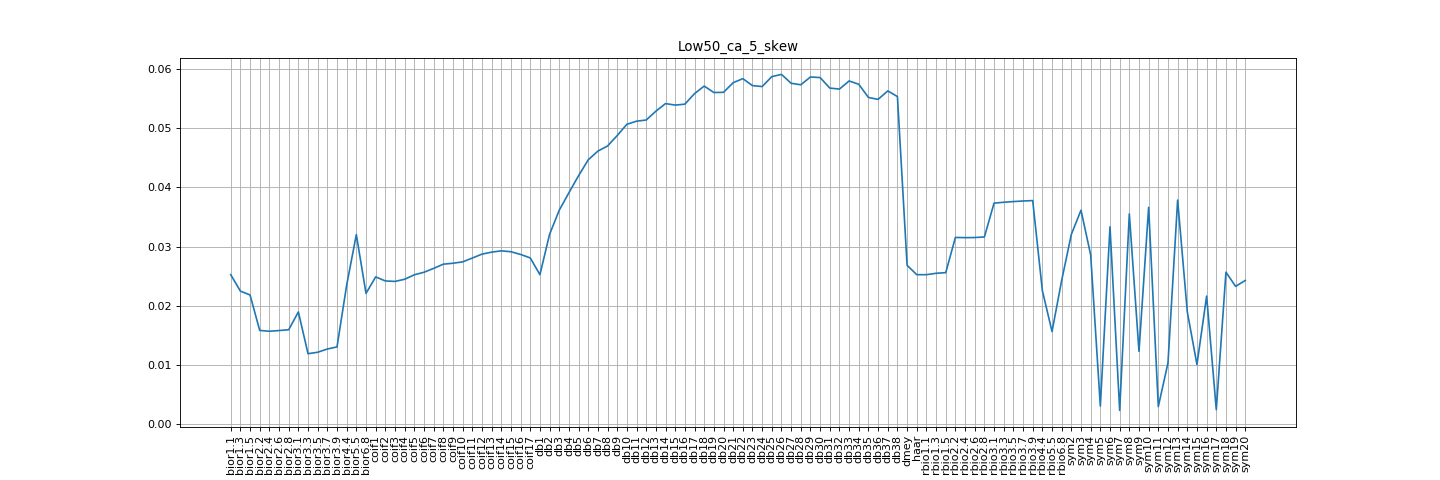 Low50_ca_5_skew
0.06
0.05
0.04
0.03
0.02
0.01
0.00
bior1.1
bior1.3
bior1.5
bior2.2
bior2.4
bior2.6
bior2.8
bior3.1
bior3.3
bior3.5
bior3.7
bior3.9
bior4.4
bior5.5
bior6.8
coif1
coif2
coif3
coif4
coif5
coif6
coif7
coif8
coif9
coif10
coif11
coif12
coif13
coif14
coif15
coif16
coif17
db1
db2
db3
db4
db5
db6
db7
db8
db9
db10
db11
db12
db13
db14
db15
db16
db17
db18
db19
db20
db21
db22
db23
db24
db25
db26
db27
db28
db29
db30
db31
db32
db33
db34
db35
db36
db37
db38
dmey
haar
rbio1.1
rbio1.3
rbio1.5
rbio2.2
rbio2.4
rbio2.6
rbio2.8
rbio3.1
rbio3.3
rbio3.5
rbio3.7
rbio3.9
rbio4.4
rbio5.5
rbio6.8
sym2
sym3
sym4
sym5
sym6
sym7
sym8
sym9
sym10
sym11
sym12
sym13
sym14
sym15
sym16
sym17
sym18
sym19
sym20